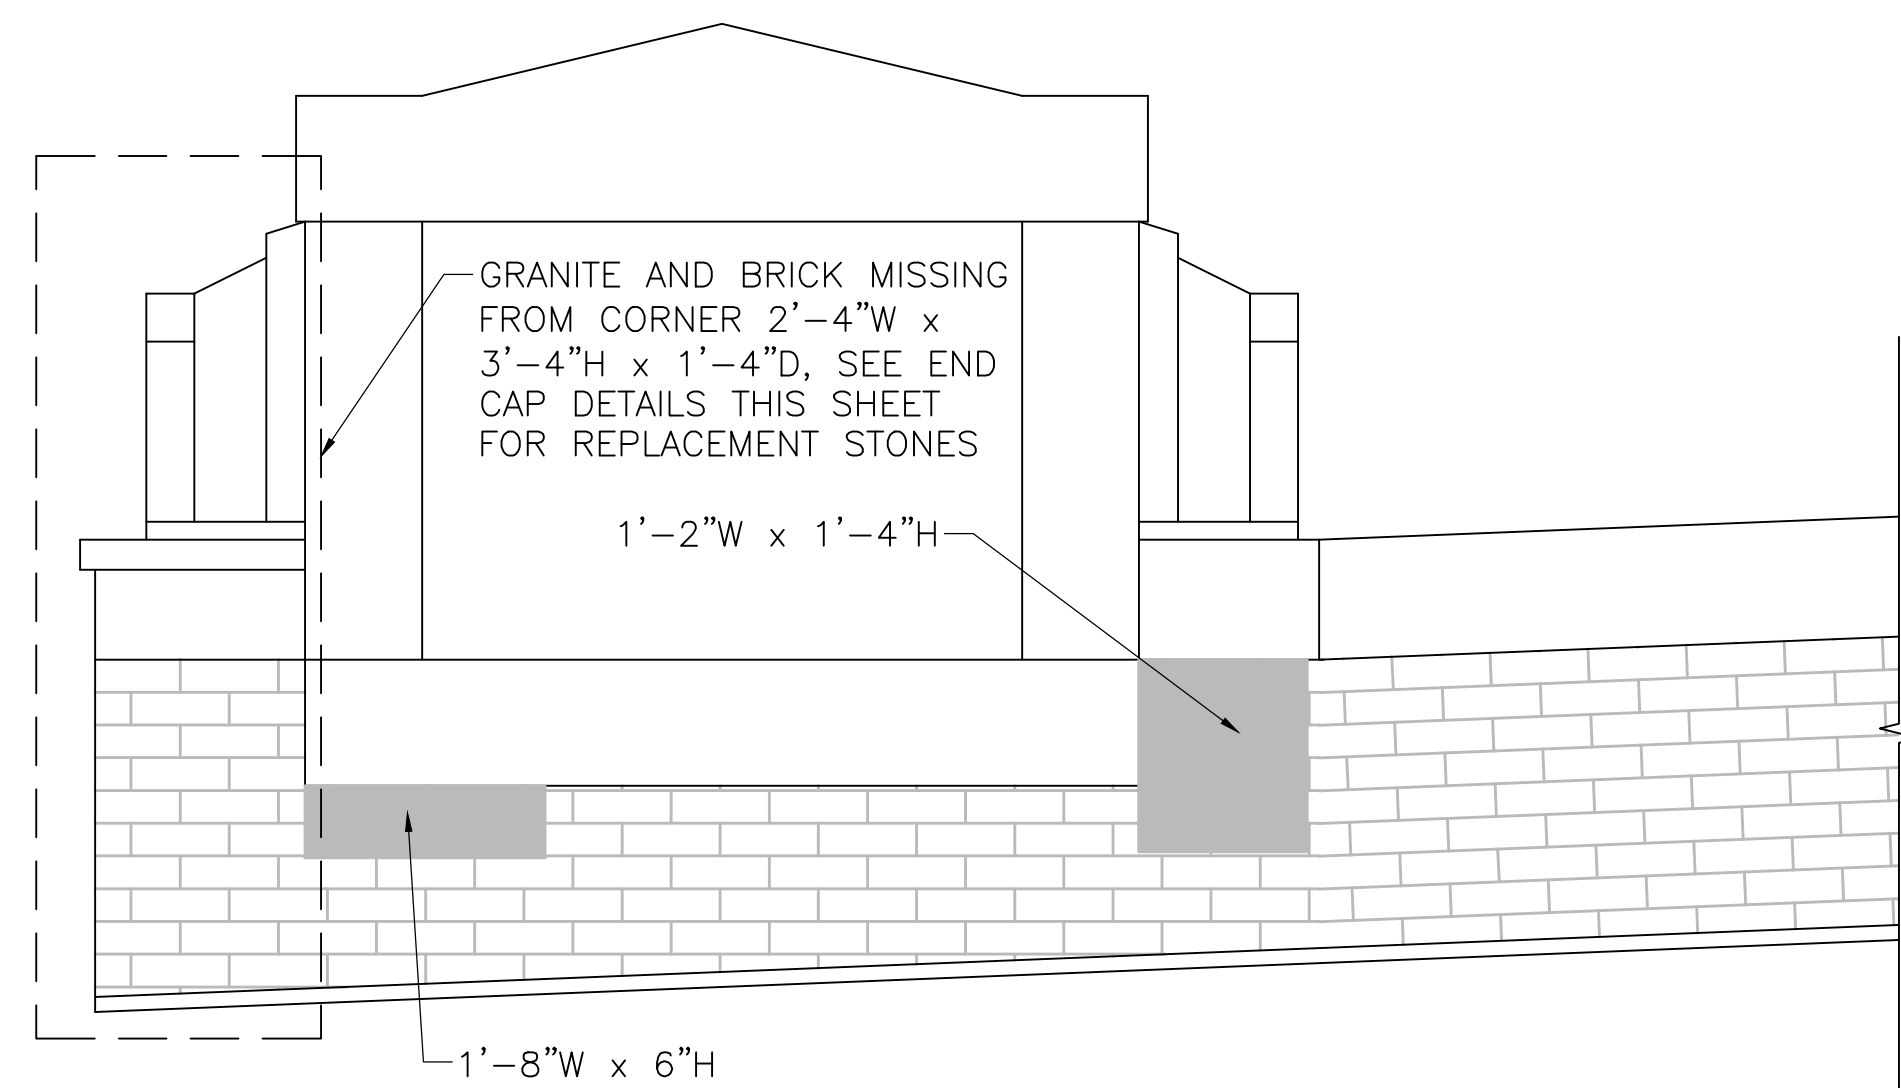 GRANITE AND BRICK MISSING
FROM CORNER 2'-4"W x
3'-4"H x 1'-4"D, SEE END
CAP DETAILS THIS SHEET
FOR REPLACEMENT STONES
1'-2"W x 1'-4"H
1'-8"W x 6"H